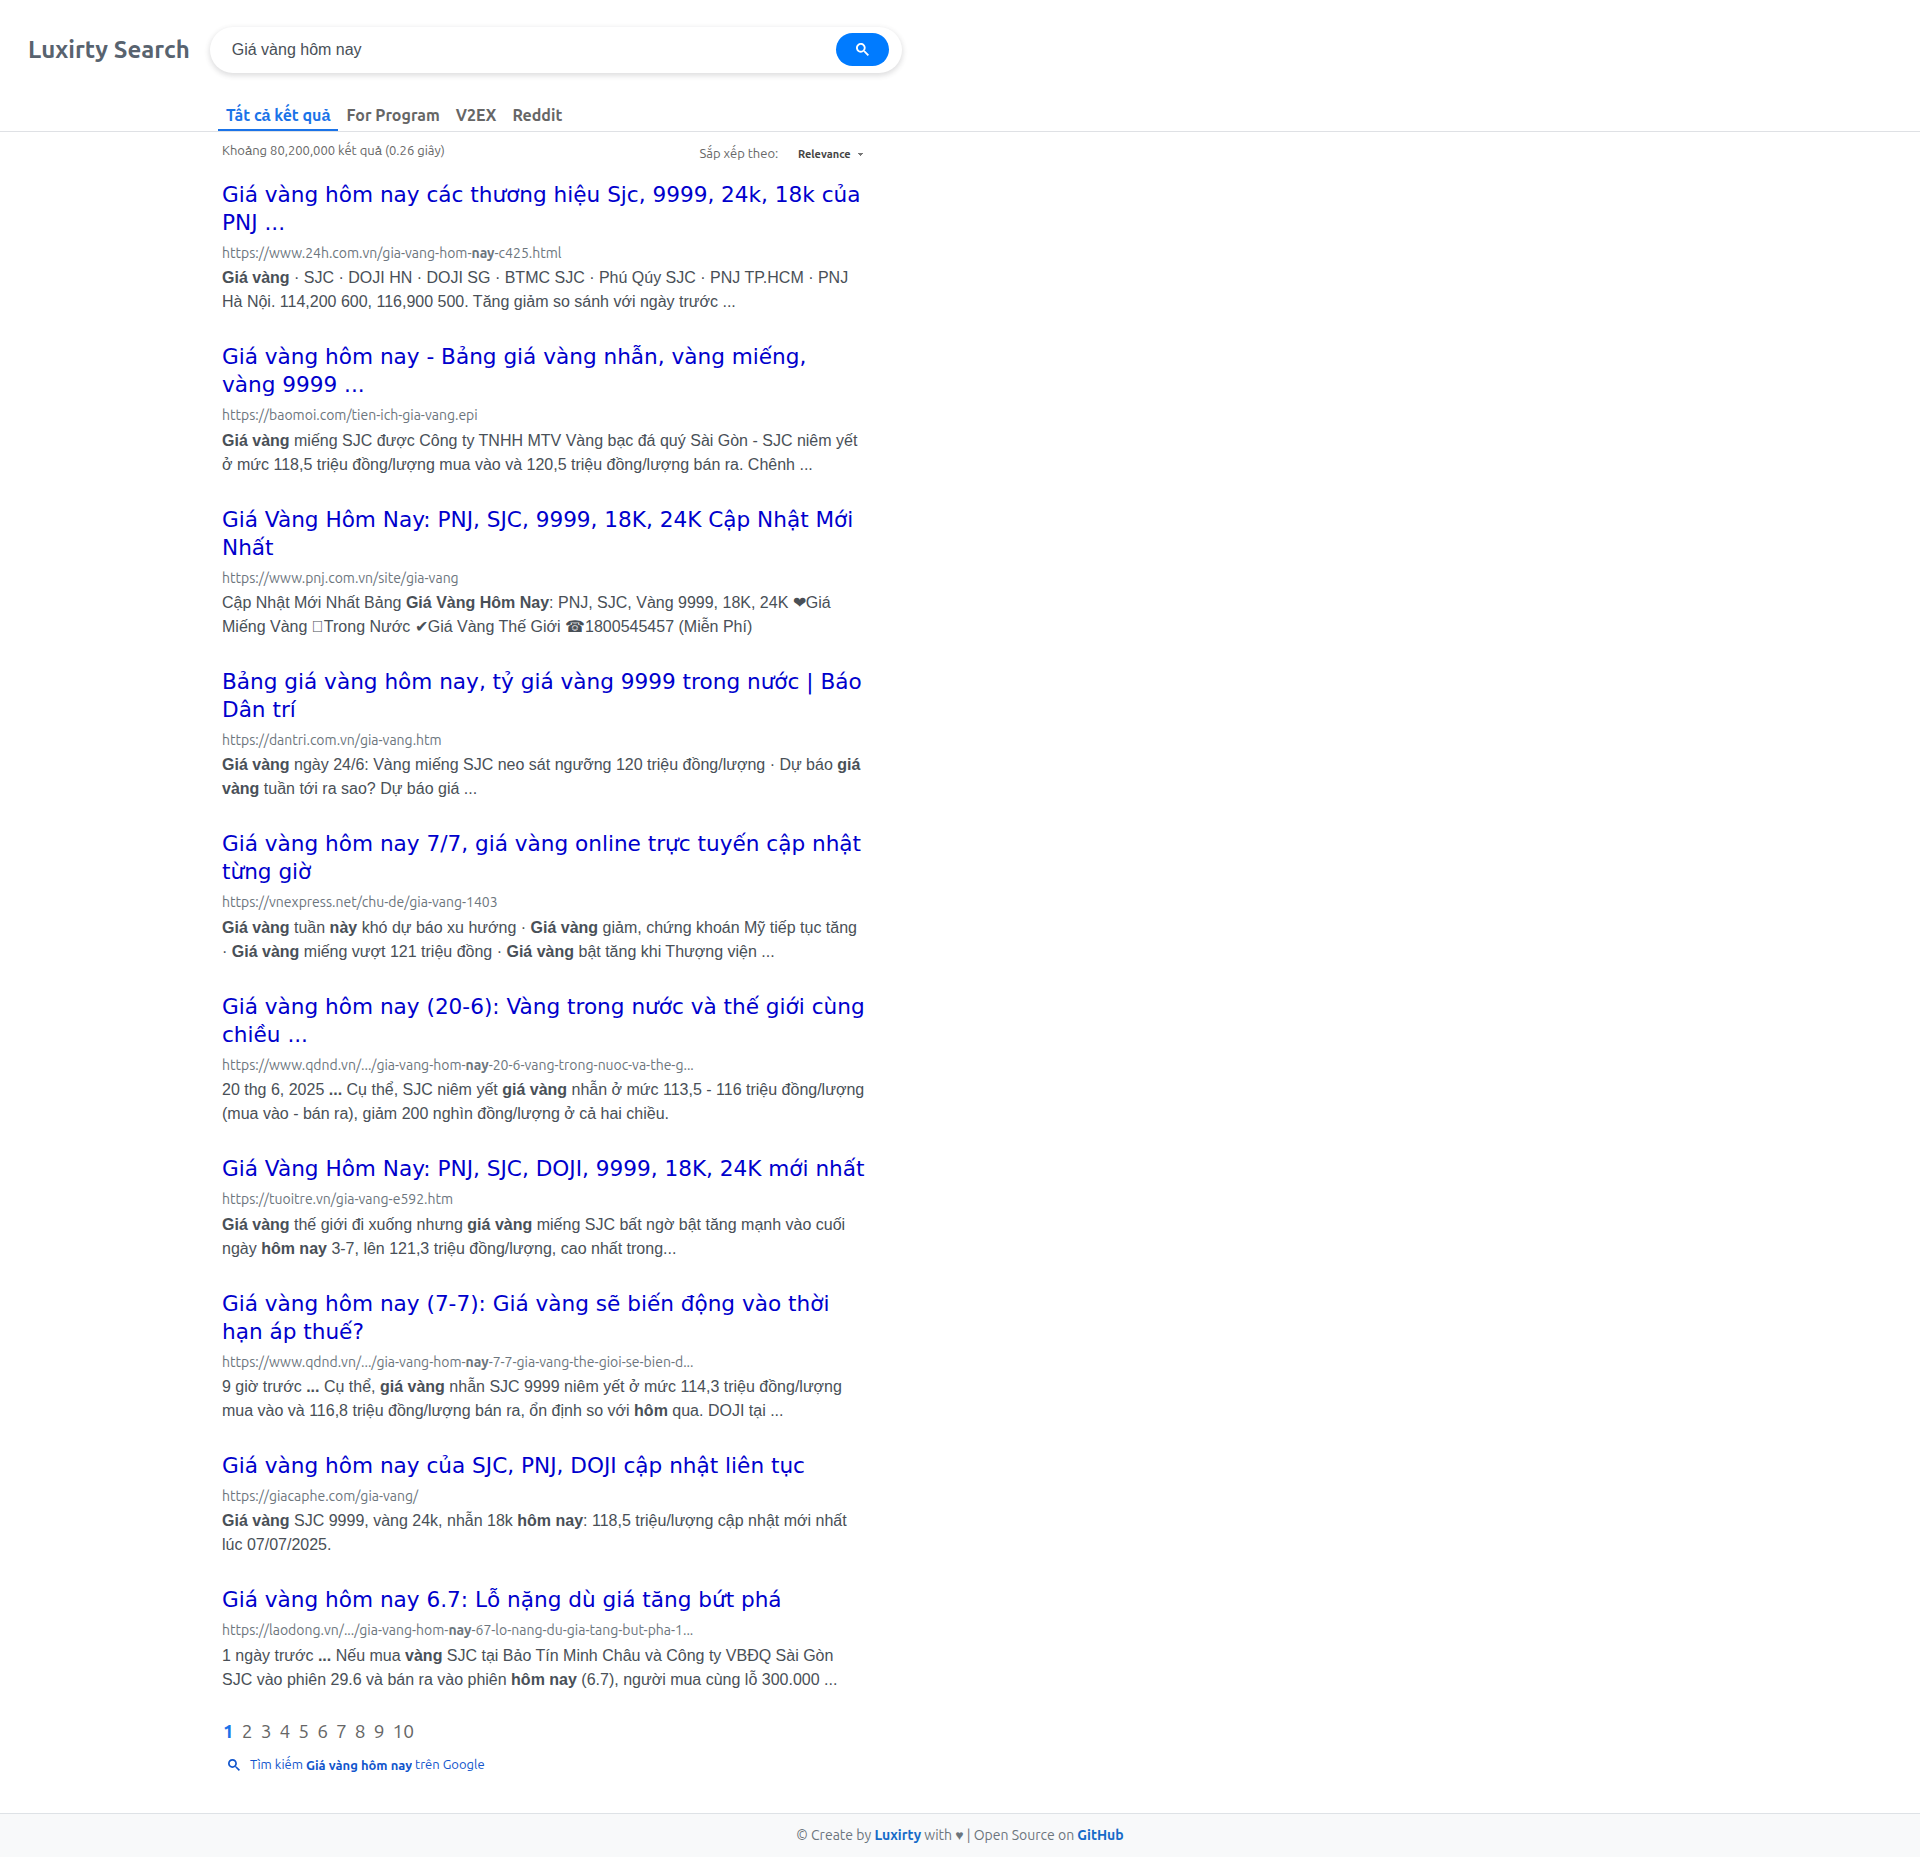 Luxirty Search
Giá vàng hôm nay
Tất cả kết quả For Program V2EX Reddit
Khoảng 80,200,000 kết quả (0.26 giây)
Sắp xếp theo: Relevance
Giá vàng hôm nay các thương hiệu Sjc, 9999, 24k, 18k của
PNJ ...
https://www.24h.com.vn/gia-vang-hom-nay-c425.html
Giá vàng · SJC · DOJI HN · DOJI SG · BTMC SJC · Phú Qúy SJC · PNJ TP.HCM · PNJ
Hà Nội. 114,200 600, 116,900 500. Tăng giảm so sánh với ngày trước ...
Giá vàng hôm nay - Bảng giá vàng nhẫn, vàng miếng,
vàng 9999 ...
https://baomoi.com/tien-ich-gia-vang.epi
Giá vàng miếng SJC được Công ty TNHH MTV Vàng bạc đá quý Sài Gòn - SJC niêm yết
ở mức 118,5 triệu đồng/lượng mua vào và 120,5 triệu đồng/lượng bán ra. Chênh ...
Giá Vàng Hôm Nay: PNJ, SJC, 9999, 18K, 24K Cập Nhật Mới
Nhất
https://www.pnj.com.vn/site/gia-vang
Cập Nhật Mới Nhất Bảng Giá Vàng Hôm Nay: PNJ, SJC, Vàng 9999, 18K, 24K ❤Giá
Miếng Vàng Trong Nước ✔Giá Vàng Thế Giới ☎1800545457 (Miễn Phí)
Bảng giá vàng hôm nay, tỷ giá vàng 9999 trong nước | Báo
Dân trí
https://dantri.com.vn/gia-vang.htm
Giá vàng ngày 24/6: Vàng miếng SJC neo sát ngưỡng 120 triệu đồng/lượng · Dự báo giá
vàng tuần tới ra sao? Dự báo giá ...
Giá vàng hôm nay 7/7, giá vàng online trực tuyến cập nhật
từng giờ
https://vnexpress.net/chu-de/gia-vang-1403
Giá vàng tuần này khó dự báo xu hướng · Giá vàng giảm, chứng khoán Mỹ tiếp tục tăng
· Giá vàng miếng vượt 121 triệu đồng · Giá vàng bật tăng khi Thượng viện ...
Giá vàng hôm nay (20-6): Vàng trong nước và thế giới cùng
chiều ...
https://www.qdnd.vn/.../gia-vang-hom-nay-20-6-vang-trong-nuoc-va-the-g...
20 thg 6, 2025 ... Cụ thể, SJC niêm yết giá vàng nhẫn ở mức 113,5 - 116 triệu đồng/lượng
(mua vào - bán ra), giảm 200 nghìn đồng/lượng ở cả hai chiều.
Giá Vàng Hôm Nay: PNJ, SJC, DOJI, 9999, 18K, 24K mới nhất
https://tuoitre.vn/gia-vang-e592.htm
Giá vàng thế giới đi xuống nhưng giá vàng miếng SJC bất ngờ bật tăng mạnh vào cuối
ngày hôm nay 3-7, lên 121,3 triệu đồng/lượng, cao nhất trong...
Giá vàng hôm nay (7-7): Giá vàng sẽ biến động vào thời
hạn áp thuế?
https://www.qdnd.vn/.../gia-vang-hom-nay-7-7-gia-vang-the-gioi-se-bien-d...
9 giờ trước ... Cụ thể, giá vàng nhẫn SJC 9999 niêm yết ở mức 114,3 triệu đồng/lượng
mua vào và 116,8 triệu đồng/lượng bán ra, ổn định so với hôm qua. DOJI tại ...
Giá vàng hôm nay của SJC, PNJ, DOJI cập nhật liên tục
https://giacaphe.com/gia-vang/
Giá vàng SJC 9999, vàng 24k, nhẫn 18k hôm nay: 118,5 triệu/lượng cập nhật mới nhất
lúc 07/07/2025.
Giá vàng hôm nay 6.7: Lỗ nặng dù giá tăng bứt phá
https://laodong.vn/.../gia-vang-hom-nay-67-lo-nang-du-gia-tang-but-pha-1...
1 ngày trước ... Nếu mua vàng SJC tại Bảo Tín Minh Châu và Công ty VBĐQ Sài Gòn
SJC vào phiên 29.6 và bán ra vào phiên hôm nay (6.7), người mua cùng lỗ 300.000 ...
1 2 3 4 5 6 7 8 9 10
Tìm kiếm Giá vàng hôm nay trên Google
© Create by Luxirty with ♥ | Open Source on GitHub